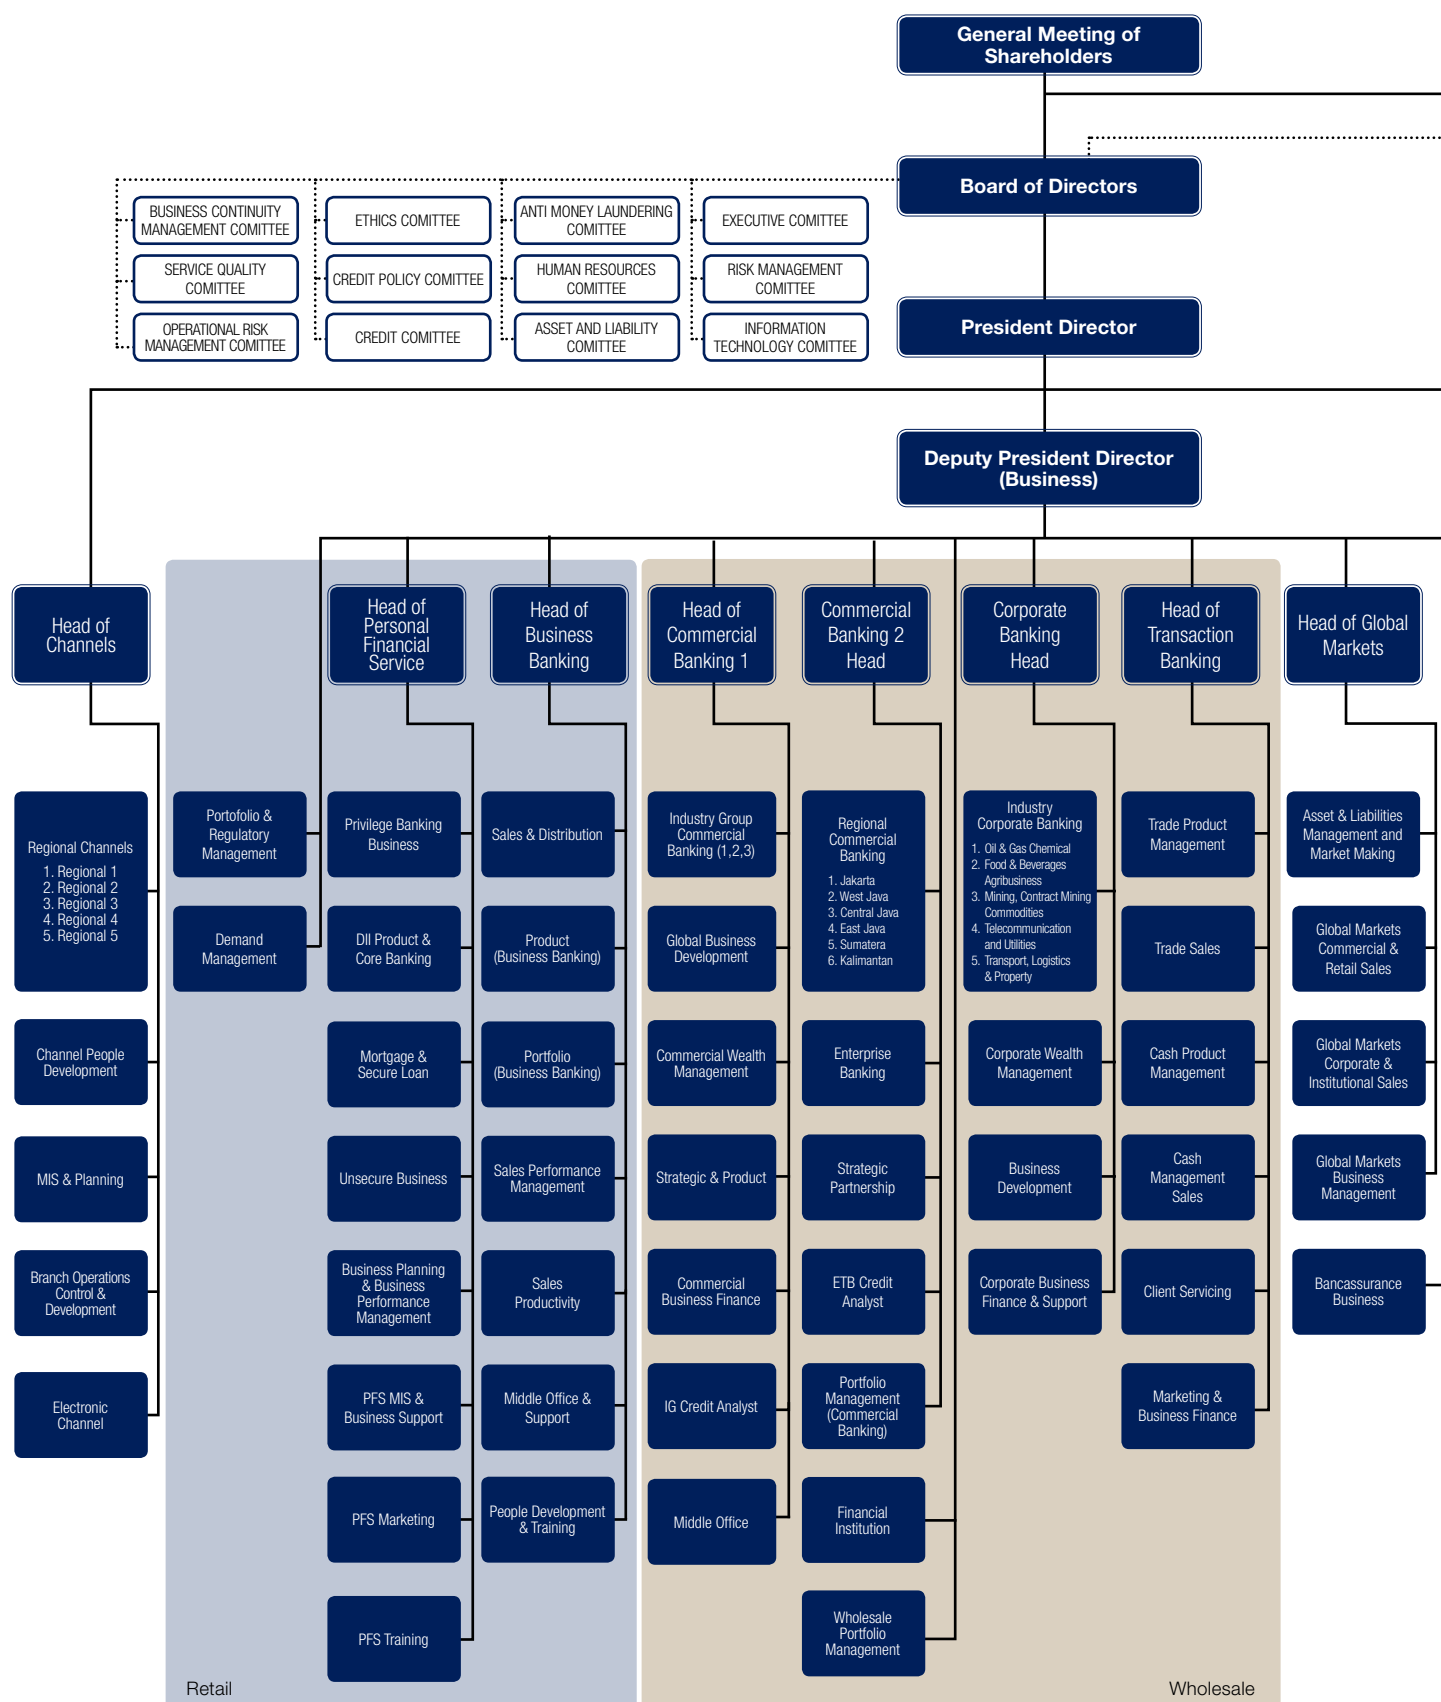 General Meeting of
Shareholders
Board of Directors
BUSINESS CONTINUITY
MANAGEMENT COMITTEE
ETHICS COMITTEE
ANTI MONEY LAUNDERING
COMITTEE
EXECUTIVE COMITTEE
SERVICE QUALITY
COMITTEE
CREDIT POLICY COMITTEE
HUMAN RESOURCES
COMITTEE
RISK MANAGEMENT
COMITTEE
OPERATIONAL RISK
MANAGEMENT COMITTEE
CREDIT COMITTEE
ASSET AND LIABILITY
COMITTEE
INFORMATION
TECHNOLOGY COMITTEE
President Director
Deputy President Director
(Business)
Head of
Channels
Head of
Personal
Financial
Service
Head of
Business
Banking
Head of
Commercial
Banking 1
Commercial
Banking 2
Head
Corporate
Banking
Head
Head of
Transaction
Banking
Head of Global
Markets
Regional Channels
1. Regional 1
2. Regional 2
3. Regional 3
4. Regional 4
5. Regional 5
Channel People
Development
MIS & Planning
Branch Operations
Control &
Development
Electronic
Channel
Portofolio &
Regulatory
Management
Demand
Management
Privilege Banking
Business
DII Product &
Core Banking
Mortgage &
Secure Loan
Unsecure Business
Business Planning
& Business
Performance
Management
PFS MIS &
Business Support
PFS Marketing
PFS Training
Sales & Distribution
Product
(Business Banking)
Portfolio
(Business Banking)
Sales Performance
Management
Sales
Productivity
Middle Office &
Support
People Development
& Training
Industry Group
Commercial
Banking (1,2,3)
Global Business
Development
Commercial Wealth
Management
Strategic & Product
Commercial
Business Finance
IG Credit Analyst
Middle Office
Regional
Commercial
Banking
1. Jakarta
2. West Java
3. Central Java
4. East Java
5. Sumatera
6. Kalimantan
Enterprise
Banking
Strategic
Partnership
ETB Credit
Analyst
Portfolio
Management
(Commercial
Banking)
Financial
Institution
Wholesale
Portfolio
Management
Industry
Corporate Banking
1. Oil & Gas Chemical
2. Food & Beverages
Agribusiness
3. Mining, Contract Mining
Commodities
4. Telecommunication
and Utilities
5. Transport, Logistics
& Property
Corporate Wealth
Management
Business
Development
Corporate Business
Finance & Support
Trade Product
Management
Trade Sales
Cash Product
Management
Cash
Management
Sales
Client Servicing
Marketing &
Business Finance
Asset & Liabilities
Management and
Market Making
Global Markets
Commercial &
Retail Sales
Global Markets
Corporate &
Institutional Sales
Global Markets
Business
Management
Bancassurance
Business
Retail
Wholesale